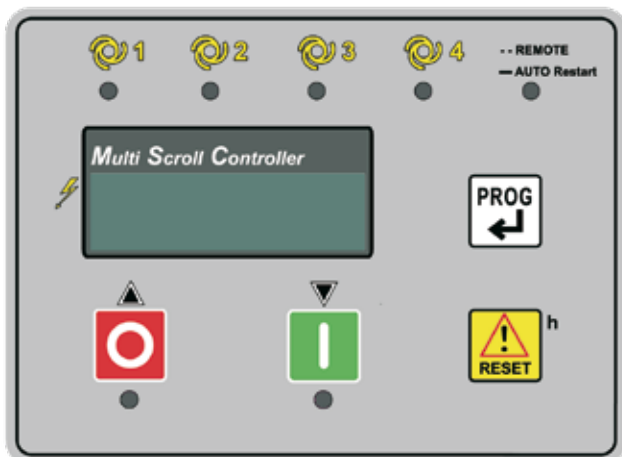 1 2 3 4 -- REMOTE
— AUTO Restart
Multi Scroll Controller
PROG
h
RESET